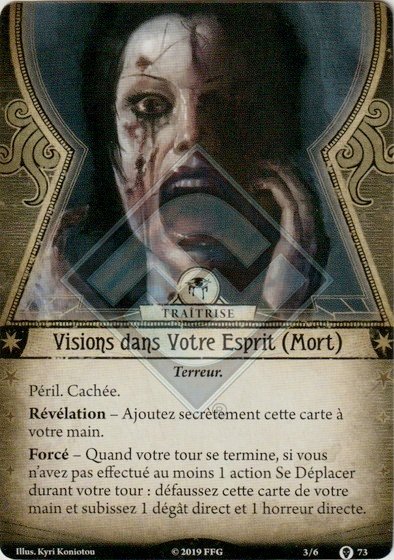 TRAÎTRISE
Visions dans Votre Esprit (Mort)
Terreur.
Péril. Cachée.
Révélation – Ajoutez secrètement cette carte à
votre main.
Forcé – Quand votre tour se termine, si vous
n'avez pas effectué au moins 1 action Se Déplacer
durant votre tour : défaussez cette carte de votre
main et subissez 1 dégât direct et 1 horreur directe.
Illus. Kyri Koniotou © 2019 FFG 3/6 73